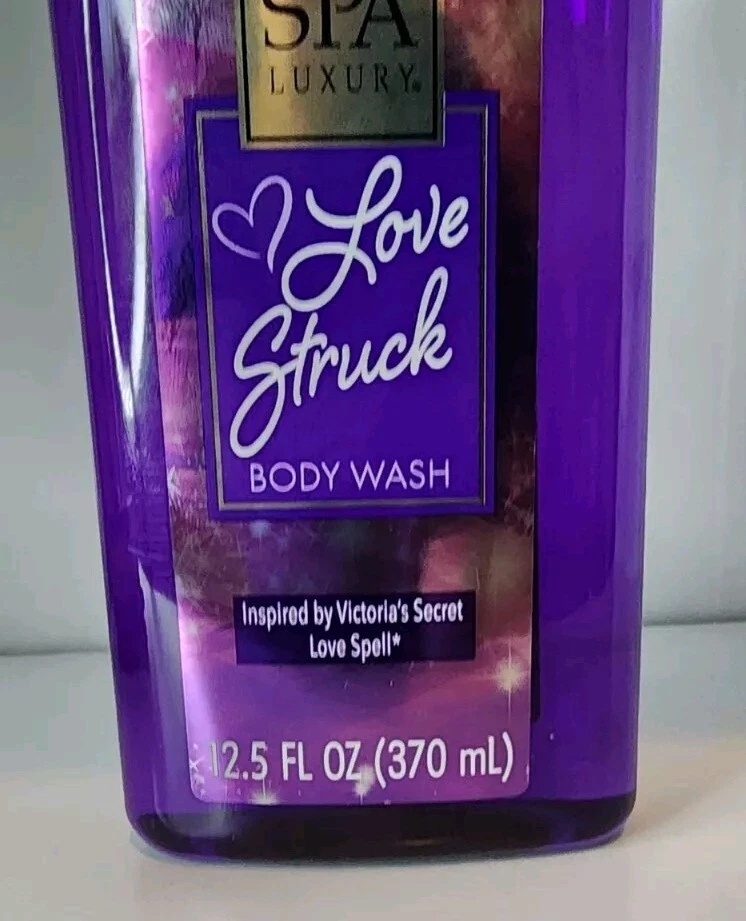 SPA
LUXURY®
Love
Struck
BODY WASH
Inspired by Victoria's Secret
Love Spell*
12.5 FL OZ (370 mL)